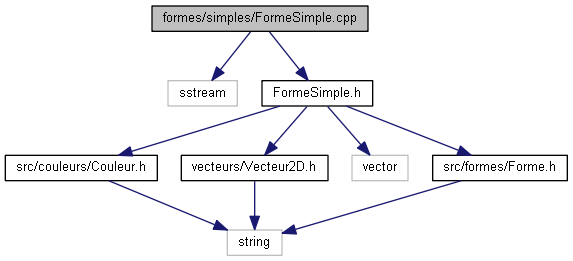 formes/simples/FormeSimple.cpp
sstream
FormeSimple.h
src/couleurs/Couleur.h
vecteurs/Vecteur2D.h
vector
src/formes/Forme.h
string